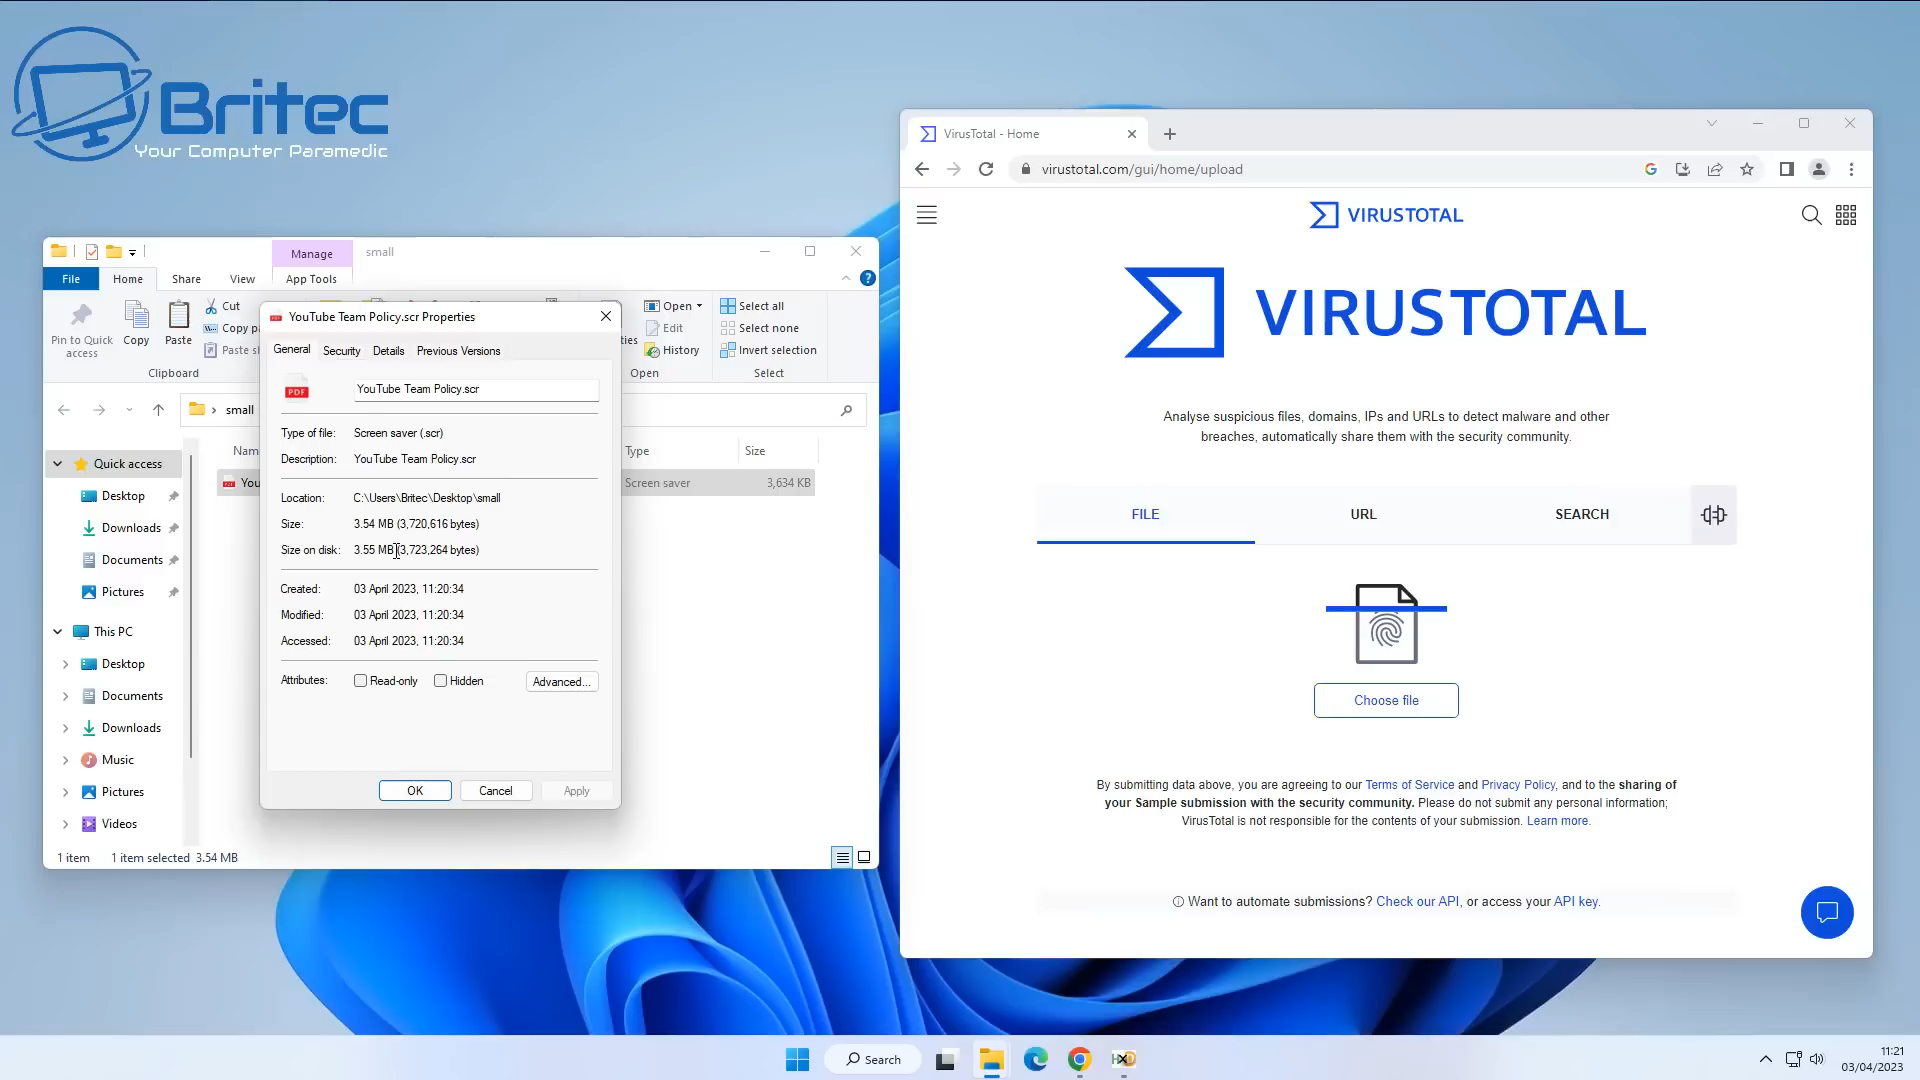 Britec
Your Computer Paramedic
Manage
small
File
Home
Share
View
App Tools
Pin to Quick
access
Copy
Paste
Cut
Copy pa
Paste s
Clipboard
ties
Open
Edit
History
Open
Select all
Select none
Invert selection
Select
small
Quick access
Desktop
Downloads
Documents
Pictures
This PC
Desktop
Documents
Downloads
Music
Pictures
Videos
Nam
Type
Size
You
Screen saver
3,634 KB
1 item
1 item selected 3.54 MB
YouTube Team Policy.scr Properties
General
Security
Details
Previous Versions
PDF
YouTube Team Policy.scr
Type of file: Screen saver (.scr)
Description: YouTube Team Policy.scr
Location: C:\Users\Britec\Desktop\small
Size: 3.54 MB (3,720,616 bytes)
Size on disk: 3.55 MB (3,723,264 bytes)
Created: 03 April 2023, 11:20:34
Modified: 03 April 2023, 11:20:34
Accessed: 03 April 2023, 11:20:34
Attributes: Read-only Hidden Advanced...
OK
Cancel
Apply
VirusTotal - Home
virustotal.com/gui/home/upload
VIRUSTOTAL
VIRUSTOTAL
Analyse suspicious files, domains, IPs and URLs to detect malware and other
breaches, automatically share them with the security community.
FILE
URL
SEARCH
Choose file
By submitting data above, you are agreeing to our Terms of Service and Privacy Policy, and to the sharing of
your Sample submission with the security community. Please do not submit any personal information;
VirusTotal is not responsible for the contents of your submission. Learn more.
Want to automate submissions? Check our API, or access your API key.
Search
11:21
03/04/2023